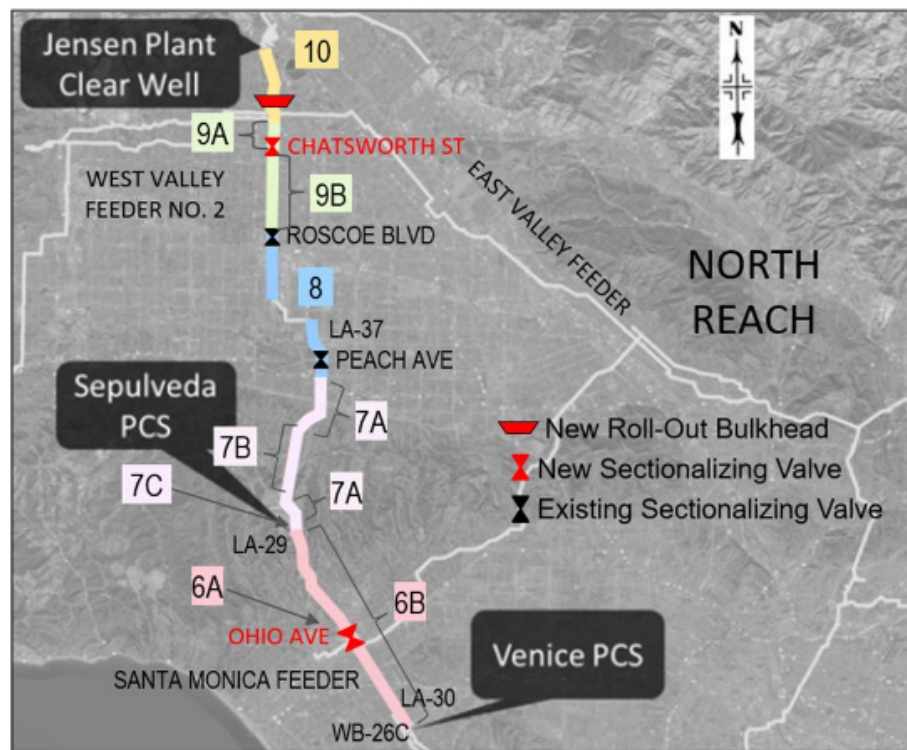 Jensen Plant
Clear Well
10
N
9A
CHATSWORTH ST
WEST VALLEY
FEEDER NO. 2
9B
EAST VALLEY FEEDER
ROSCOE BLVD
NORTH
REACH
8
LA-37
PEACH AVE
Sepulveda
PCS
7A
7B
New Roll-Out Bulkhead
7C
7A
New Sectionalizing Valve
Existing Sectionalizing Valve
LA-29
6A
6B
OHIO AVE
Venice PCS
SANTA MONICA FEEDER
LA-30
WB-26C